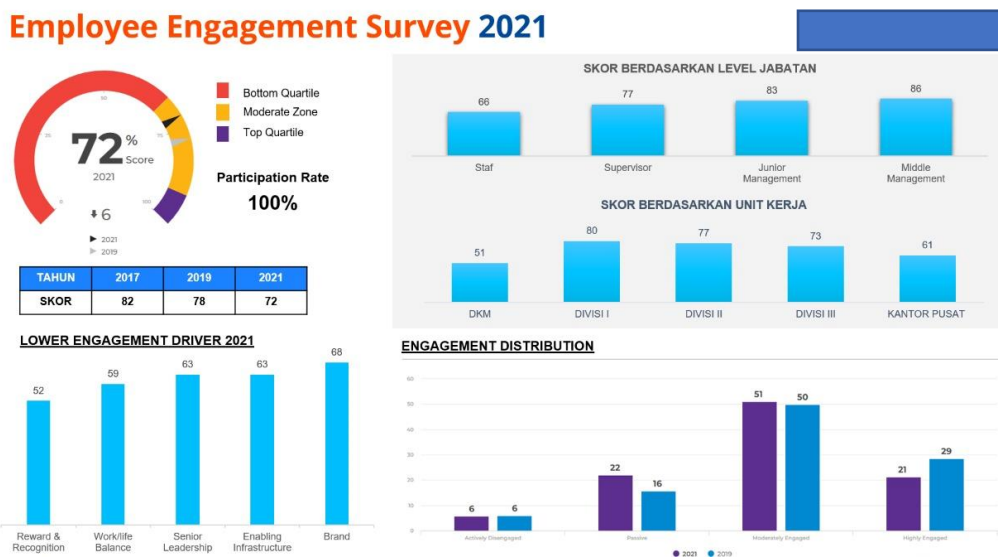 Employee Engagement Survey 2021
Bottom Quartile
Moderate Zone
Top Quartile
72 % Score
2021
6
2021
2019
Participation Rate
100%
TAHUN 2017 2019 2021
SKOR 82 78 72
SKOR BERDASARKAN LEVEL JABATAN
66 77 83 86
Staf Supervisor Junior Management Middle Management
SKOR BERDASARKAN UNIT KERJA
51 80 77 73 61
DKM DIVISI I DIVISI II DIVISI III KANTOR PUSAT
LOWER ENGAGEMENT DRIVER 2021
52 59 63 63 68
Reward & Recognition Work/life Balance Senior Leadership Enabling Infrastructure Brand
ENGAGEMENT DISTRIBUTION
60
50
40
30
20
10
0
6 6 22 16 51 50 21 29
Actively Disengaged Passive Moderately Engaged Highly Engaged
2021 2019